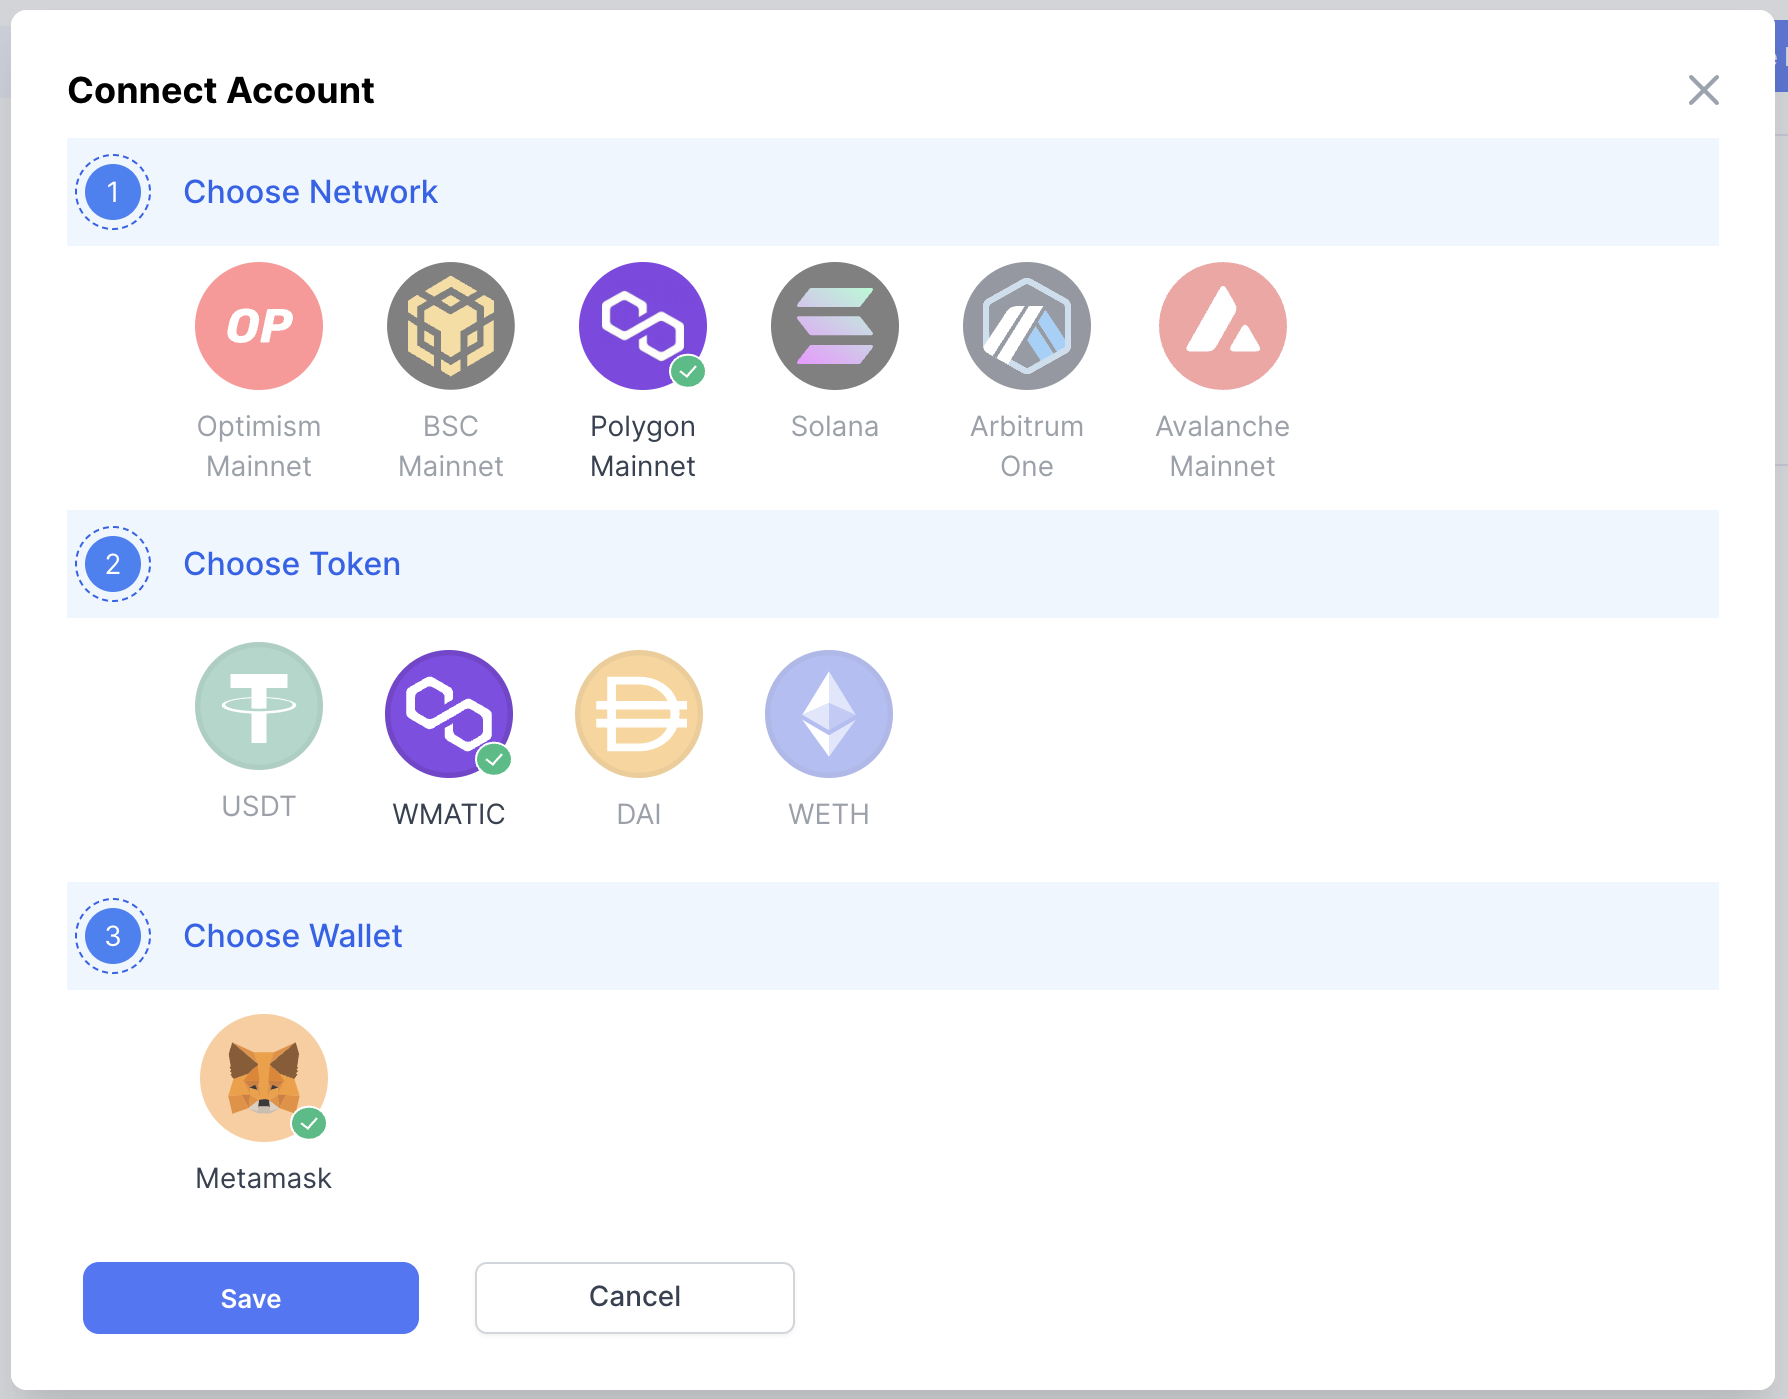 Connect Account
1
Choose Network
OP
Optimism
Mainnet
BSC
Mainnet
Polygon
Mainnet
Solana
Arbitrum
One
Avalanche
Mainnet
2
Choose Token
USDT
WMATIC
DAI
WETH
3
Choose Wallet
Metamask
Save
Cancel